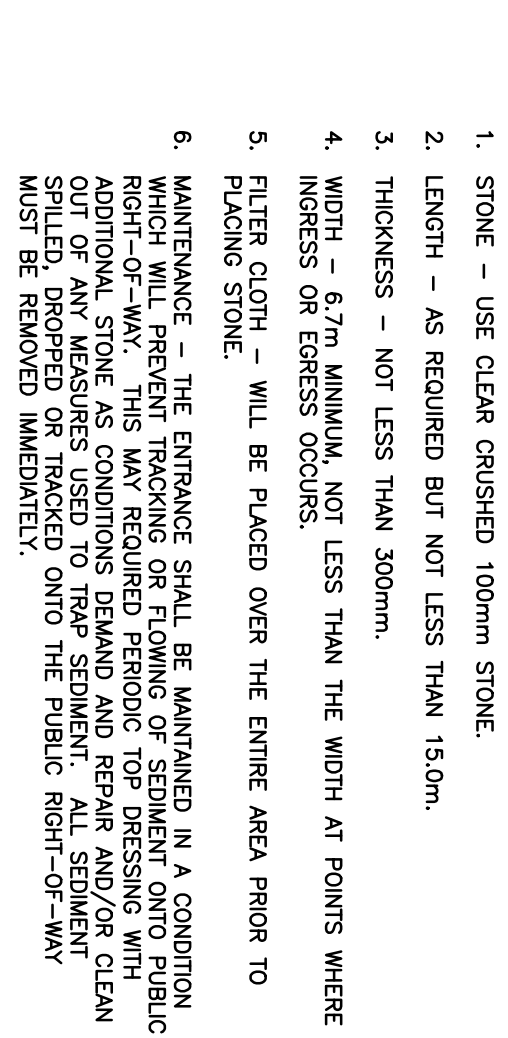 1. STONE – USE CLEAR CRUSHED 100mm STONE.
2. LENGTH – AS REQUIRED BUT NOT LESS THAN 15.0m.
3. THICKNESS – NOT LESS THAN 300mm.
4. WIDTH – 6.7m MINIMUM, NOT LESS THAN THE WIDTH AT POINTS WHERE
INGRESS OR EGRESS OCCURS.
5. FILTER CLOTH – WILL BE PLACED OVER THE ENTIRE AREA PRIOR TO
PLACING STONE.
6. MAINTENANCE – THE ENTRANCE SHALL BE MAINTAINED IN A CONDITION
WHICH WILL PREVENT TRACKING OR FLOWING OF SEDIMENT ONTO PUBLIC
RIGHT–OF–WAY. THIS MAY REQUIRED PERIODIC TOP DRESSING WITH
ADDITIONAL STONE AS CONDITIONS DEMAND AND REPAIR AND/OR CLEAN
OUT OF ANY MEASURES USED TO TRAP SEDIMENT. ALL SEDIMENT
SPILLED, DROPPED OR TRACKED ONTO THE PUBLIC RIGHT–OF–WAY
MUST BE REMOVED IMMEDIATELY.